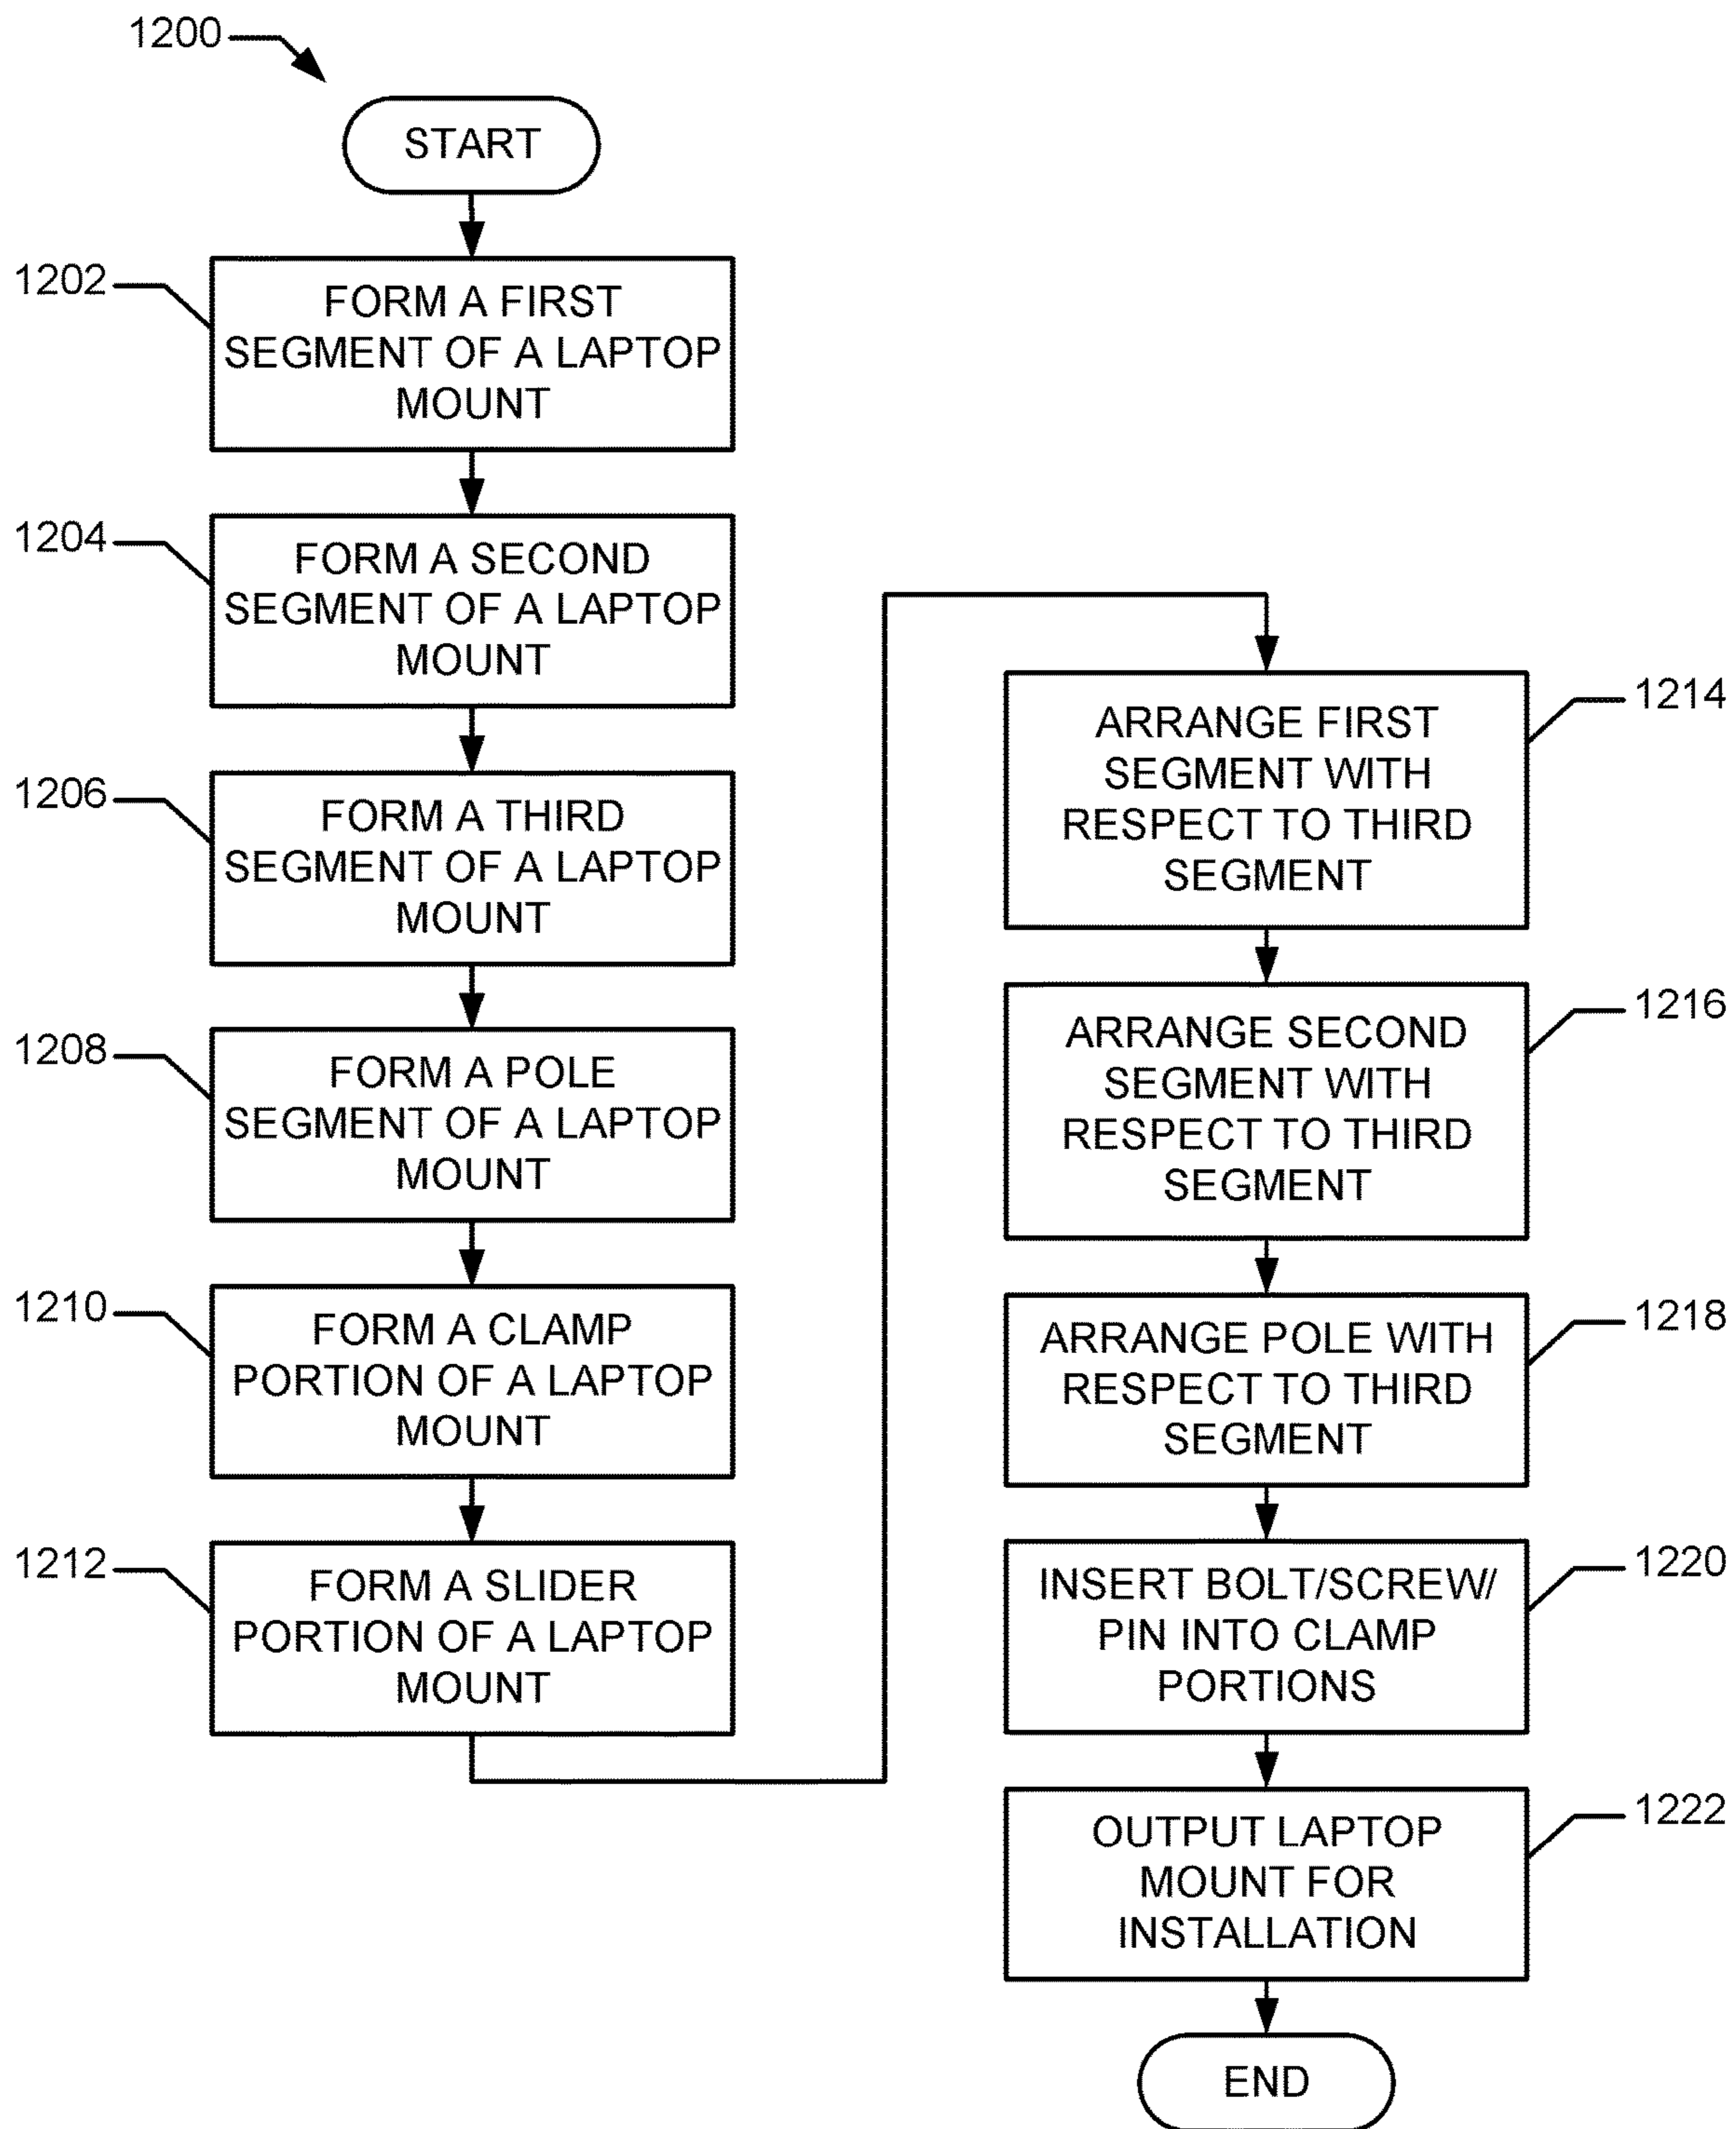 1200
START
1202
FORM A FIRST
SEGMENT OF A LAPTOP
MOUNT
1204
FORM A SECOND
SEGMENT OF A LAPTOP
MOUNT
1206
FORM A THIRD
SEGMENT OF A LAPTOP
MOUNT
1208
FORM A POLE
SEGMENT OF A LAPTOP
MOUNT
1210
FORM A CLAMP
PORTION OF A LAPTOP
MOUNT
1212
FORM A SLIDER
PORTION OF A LAPTOP
MOUNT
1214
ARRANGE FIRST
SEGMENT WITH
RESPECT TO THIRD
SEGMENT
1216
ARRANGE SECOND
SEGMENT WITH
RESPECT TO THIRD
SEGMENT
1218
ARRANGE POLE WITH
RESPECT TO THIRD
SEGMENT
1220
INSERT BOLT/SCREW/
PIN INTO CLAMP
PORTIONS
1222
OUTPUT LAPTOP
MOUNT FOR
INSTALLATION
END